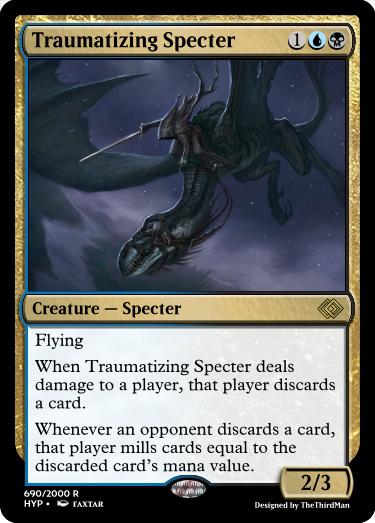 Traumatizing Specter 1
Creature — Specter
Flying
When Traumatizing Specter deals
damage to a player, that player discards
a card.
Whenever an opponent discards a card,
that player mills cards equal to the
discarded card's mana value.
2/3
690/2000 R
HYP • FAXTAR
Designed by TheThirdMan